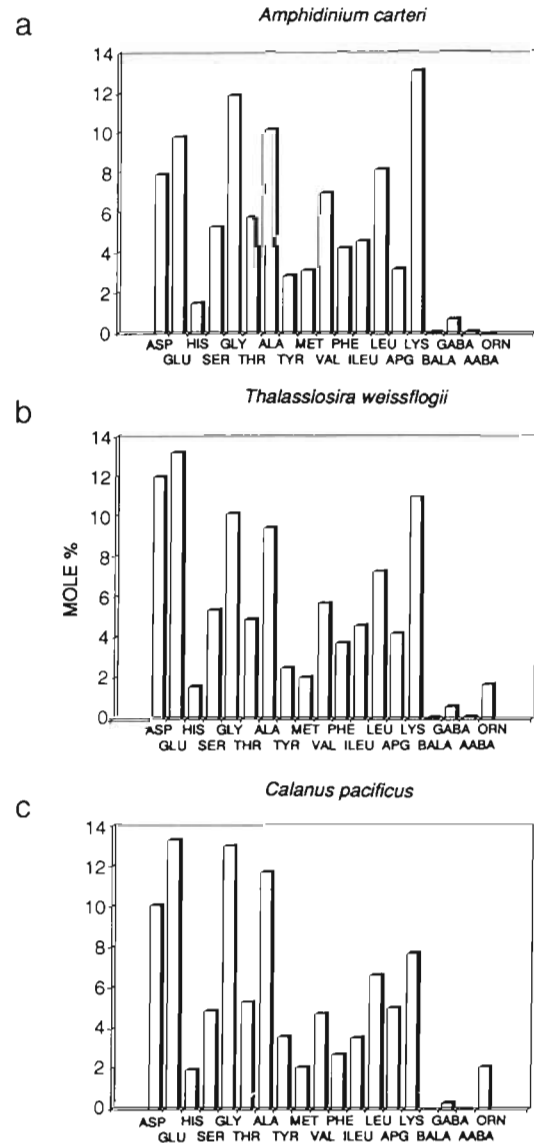 a
Amphidinium carteri
14
12
10
8
6
4
2
0
ASP HIS GLY ALA MET PHE LEU LYS GABA ORN
GLU SER THR TYR VAL ILEU APG BALA AABA
b
Thalassiosira weissflogii
MOLE %
14
12
10
8
6
4
2
0
ASP HIS GLY ALA MET PHE LEU LYS GABA ORN
GLU SER THR TYR VAL ILEU APG BALA AABA
c
Calanus pacificus
14
12
10
8
6
4
2
0
ASP HIS GLY ALA MET PHE LEU LYS GABA ORN
GLU SER THR TYR VAL ILEU APG BALA AABA